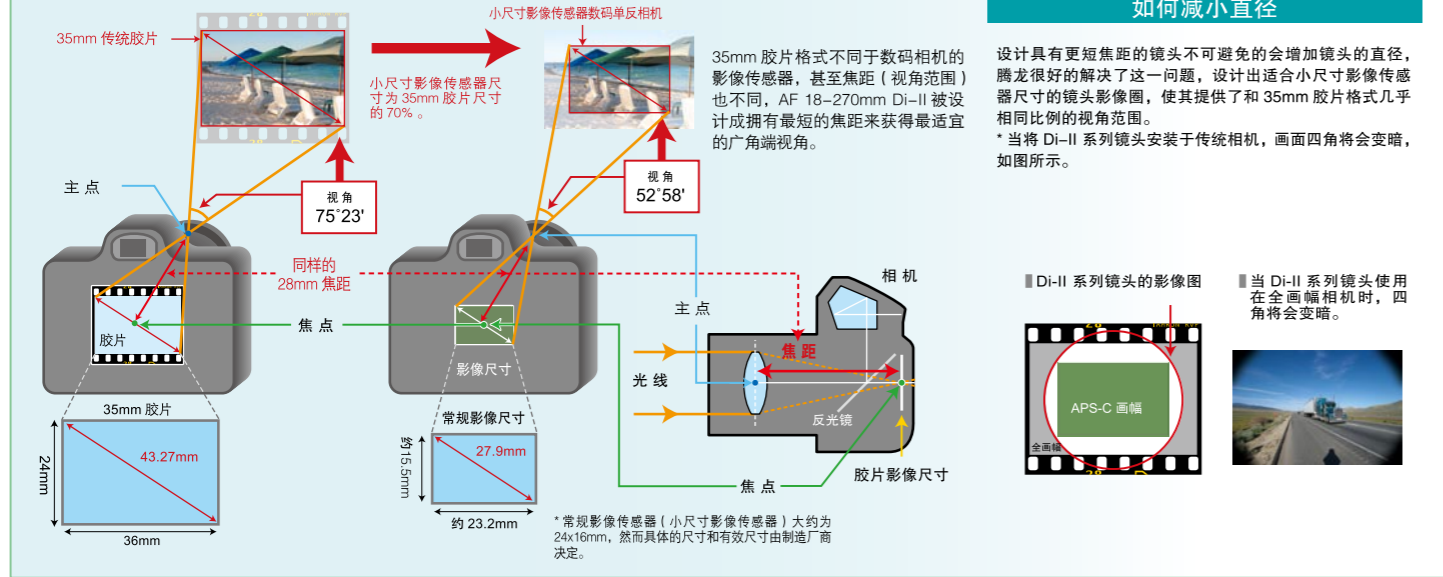 小尺寸影像传感器数码单反相机
35mm 传统胶片
小尺寸影像传感器尺
寸为 35mm 胶片尺寸
的 70% 。
35mm 胶片格式不同于数码相机的
影像传感器，甚至焦距 ( 视角范围 )
也不同，AF 18-270mm Di-II 被设
计成拥有最短的焦距来获得最适宜
的广角端视角。
主 点
视 角
75°23'
视 角
52°58'
同样的
28mm 焦距
焦 点
胶片
影像尺寸
35mm 胶片
43.27mm
24mm
36mm
常规影像尺寸
27.9mm
约15.5mm
约 23.2mm
主 点
相 机
焦 距
光 线
反光镜
焦 点
胶片影像尺寸
* 常规影像传感器 ( 小尺寸影像传感器 ) 大约为
24x16mm，然而具体的尺寸和有效尺寸由制造厂商
决定。
如何减小直径
设计具有更短焦距的镜头不可避免的会增加镜头的直径，
腾龙很好的解决了这一问题，设计出适合小尺寸影像传感
器尺寸的镜头影像圈，使其提供了和 35mm 胶片格式几乎
相同比例的视角范围。
* 当将 Di-II 系列镜头安装于传统相机，画面四角将会变暗，
如图所示。
Di-II 系列镜头的影像图
28
APS-C 画幅
全画幅
28
当 Di-II 系列镜头使用
在全画幅相机时，四
角将会变暗。